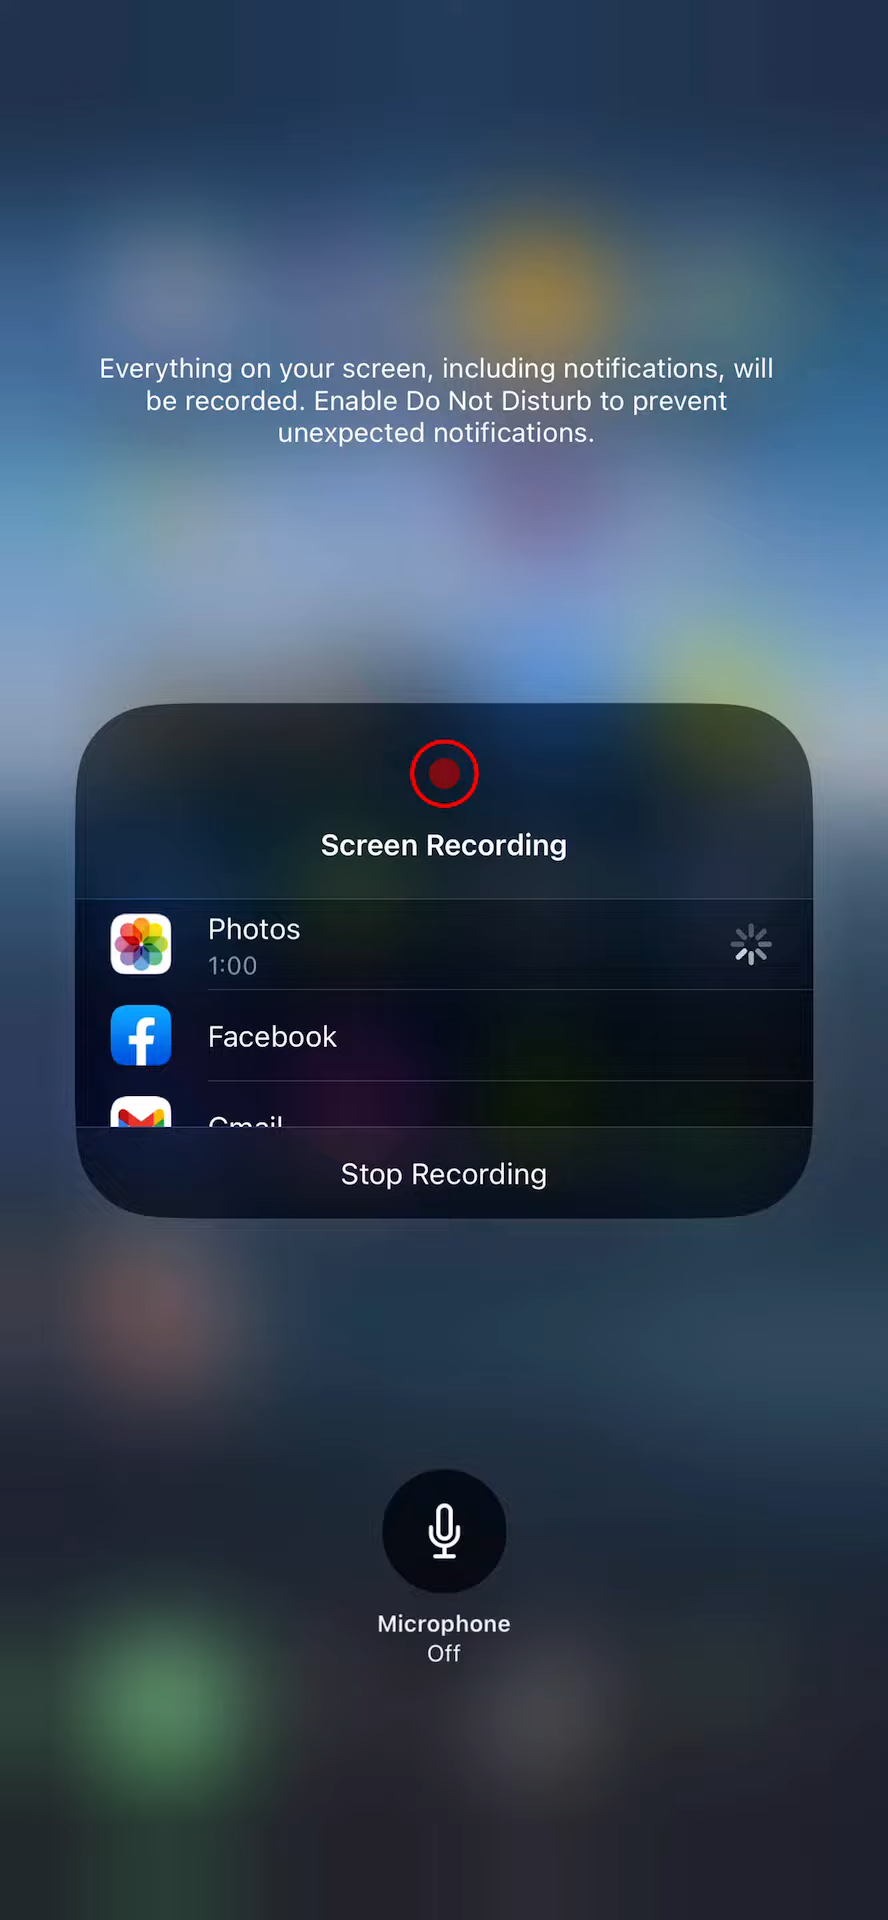 Everything on your screen, including notifications, will
be recorded. Enable Do Not Disturb to prevent
unexpected notifications.
Screen Recording
Photos
1:00
Facebook
Gmail
Stop Recording
Microphone
Off